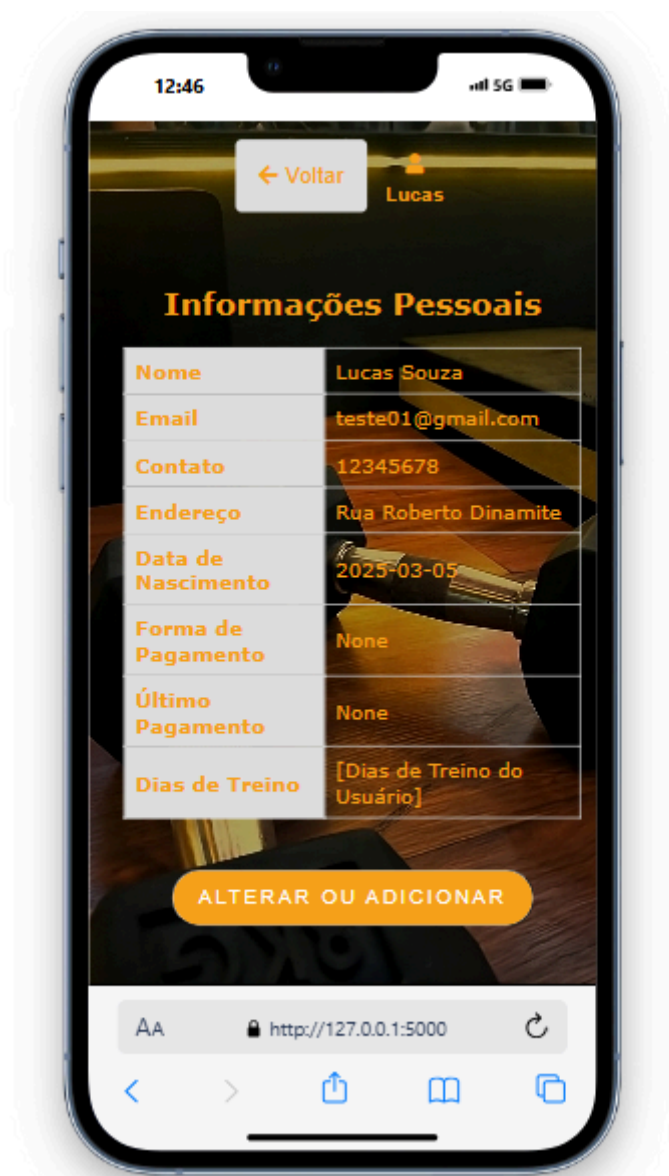 12:46
5G
← Voltar
Lucas
Informações Pessoais
Nome
Lucas Souza
Email
teste01@gmail.com
Contato
12345678
Endereço
Rua Roberto Dinamite
Data de
Nascimento
2025-03-05
Forma de
Pagamento
None
Último
Pagamento
None
Dias de Treino
[Dias de Treino do
Usuário]
ALTERAR OU ADICIONAR
AA
http://127.0.0.1:5000